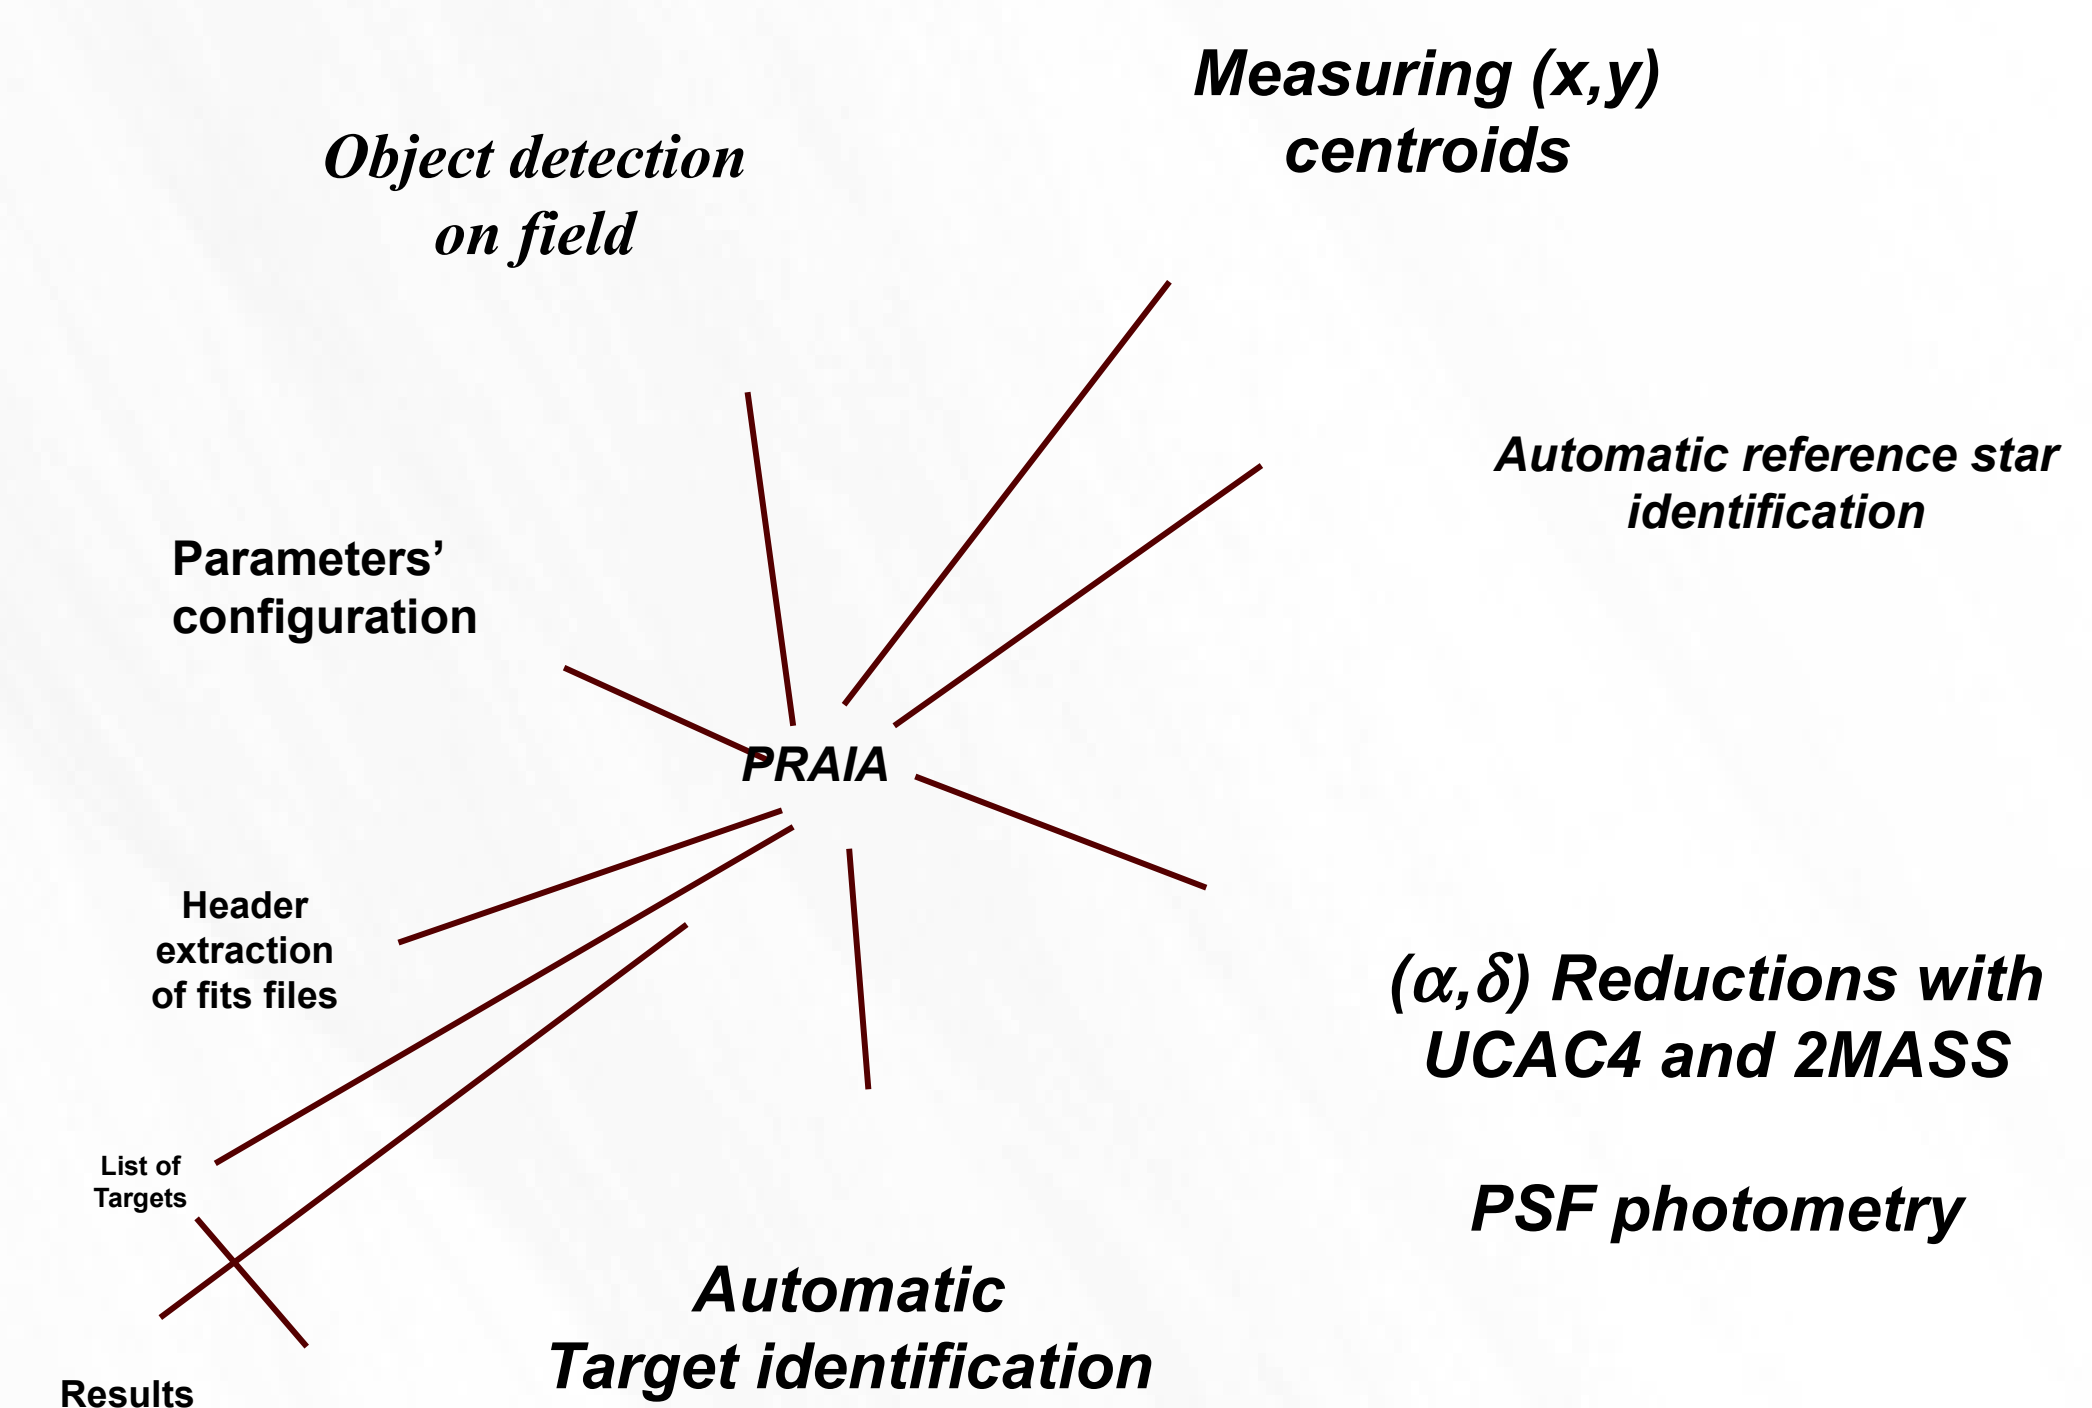 Measuring (x,y)
centroids
Object detection
on field
Automatic reference star
identification
Parameters’
configuration
PRAIA
Header
extraction
of fits files
(α,δ) Reductions with
UCAC4 and 2MASS
List of
Targets
PSF photometry
Automatic
Target identification
Results